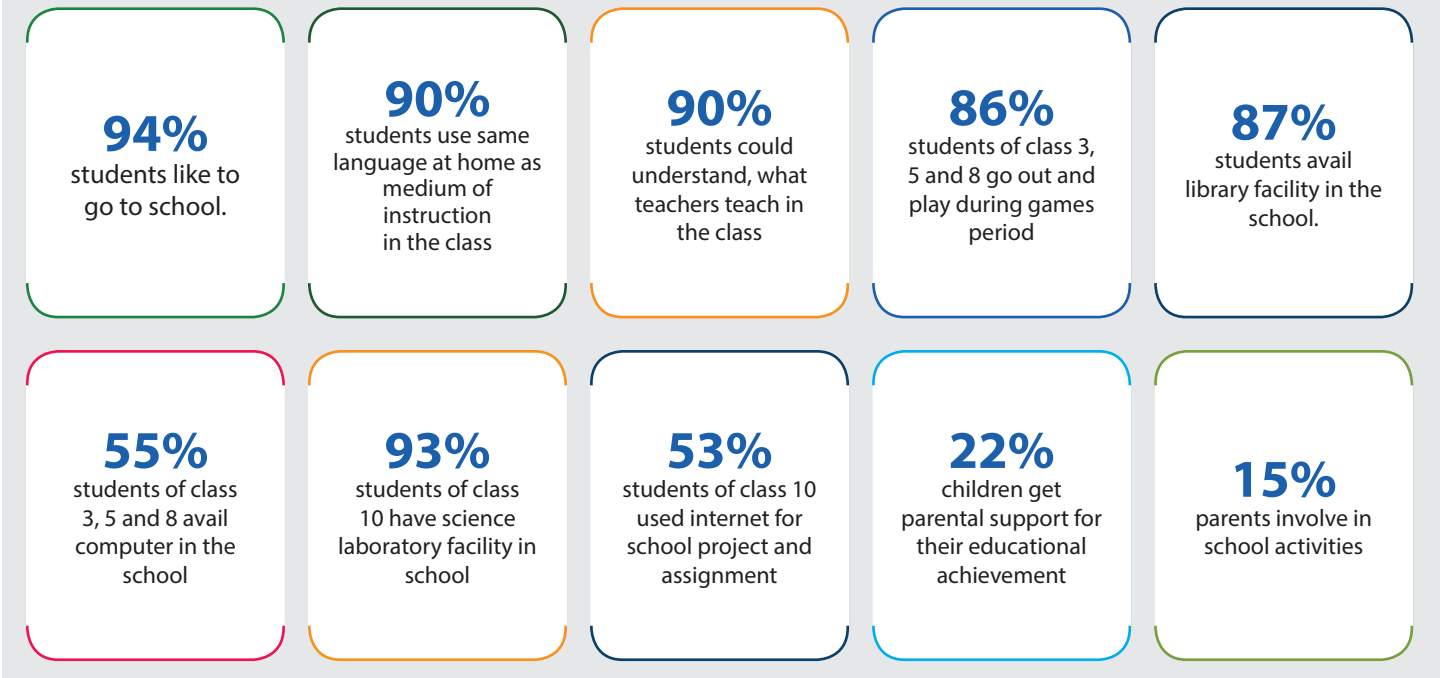 94%
students like to
go to school.
90%
students use same
language at home as
medium of
instruction
in the class
90%
students could
understand, what
teachers teach in
the class
86%
students of class 3,
5 and 8 go out and
play during games
period
87%
students avail
library facility in the
school.
55%
students of class
3, 5 and 8 avail
computer in the
school
93%
students of class
10 have science
laboratory facility in
school
53%
students of class 10
used internet for
school project and
assignment
22%
children get
parental support for
their educational
achievement
15%
parents involve in
school activities